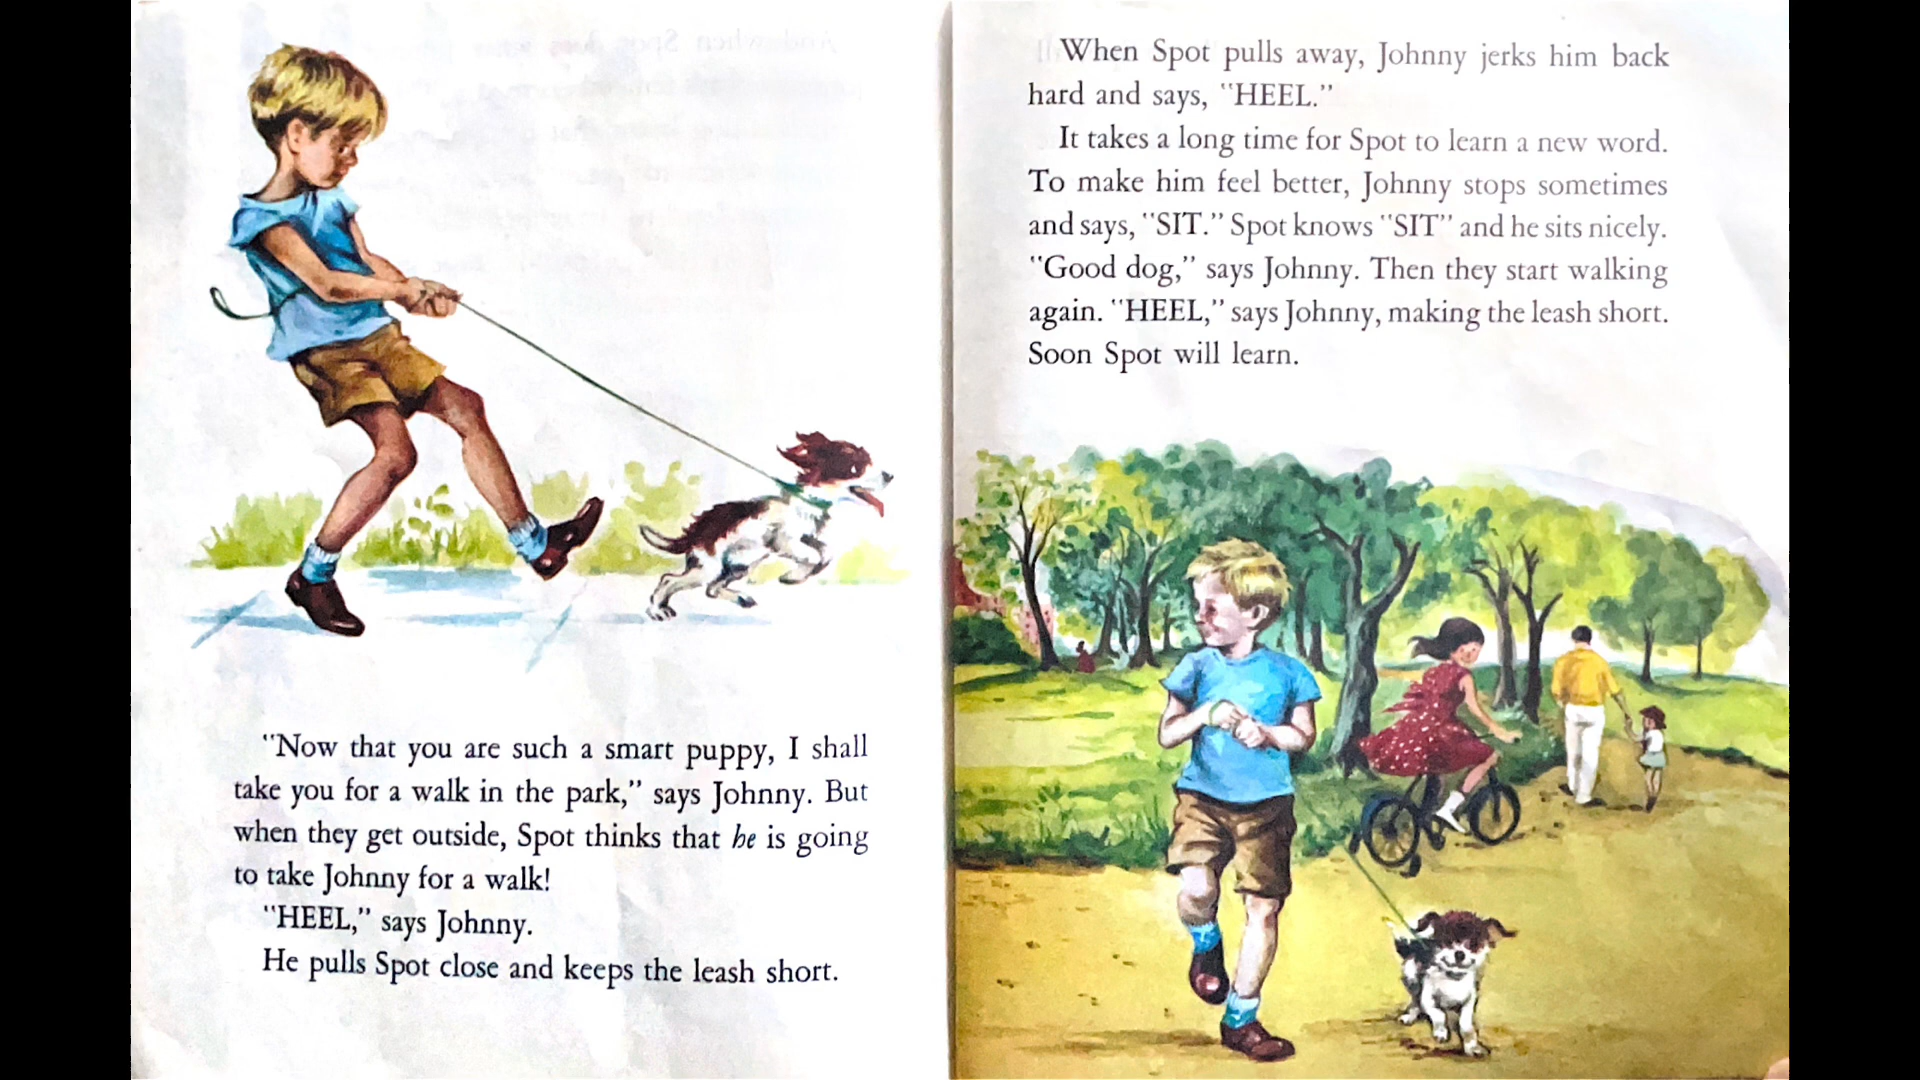 "Now that you are such a smart puppy, I shall
take you for a walk in the park," says Johnny. But
when they get outside, Spot thinks that he is going
to take Johnny for a walk!
"HEEL," says Johnny.
He pulls Spot close and keeps the leash short.
When Spot pulls away, Johnny jerks him back
hard and says, "HEEL."
It takes a long time for Spot to learn a new word.
To make him feel better, Johnny stops sometimes
and says, "SIT." Spot knows "SIT" and he sits nicely.
"Good dog," says Johnny. Then they start walking
again. "HEEL," says Johnny, making the leash short.
Soon Spot will learn.